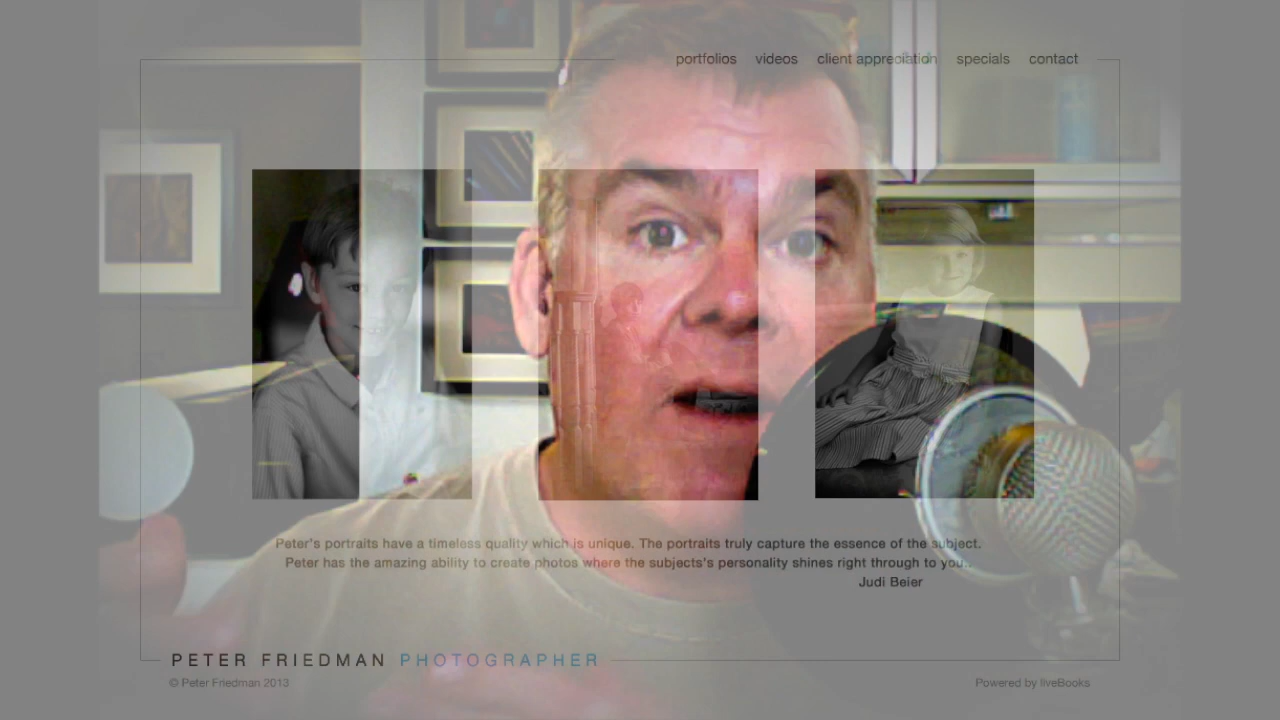 portfolios videos client appreciation specials contact
Peter's portraits have a timeless quality which is unique. The portraits truly capture the essence of the subject.
Peter has the amazing ability to create photos where the subjects's personality shines right through to you..
Judi Beier
PETER FRIEDMAN PHOTOGRAPHER
© Peter Friedman 2013
Powered by liveBooks